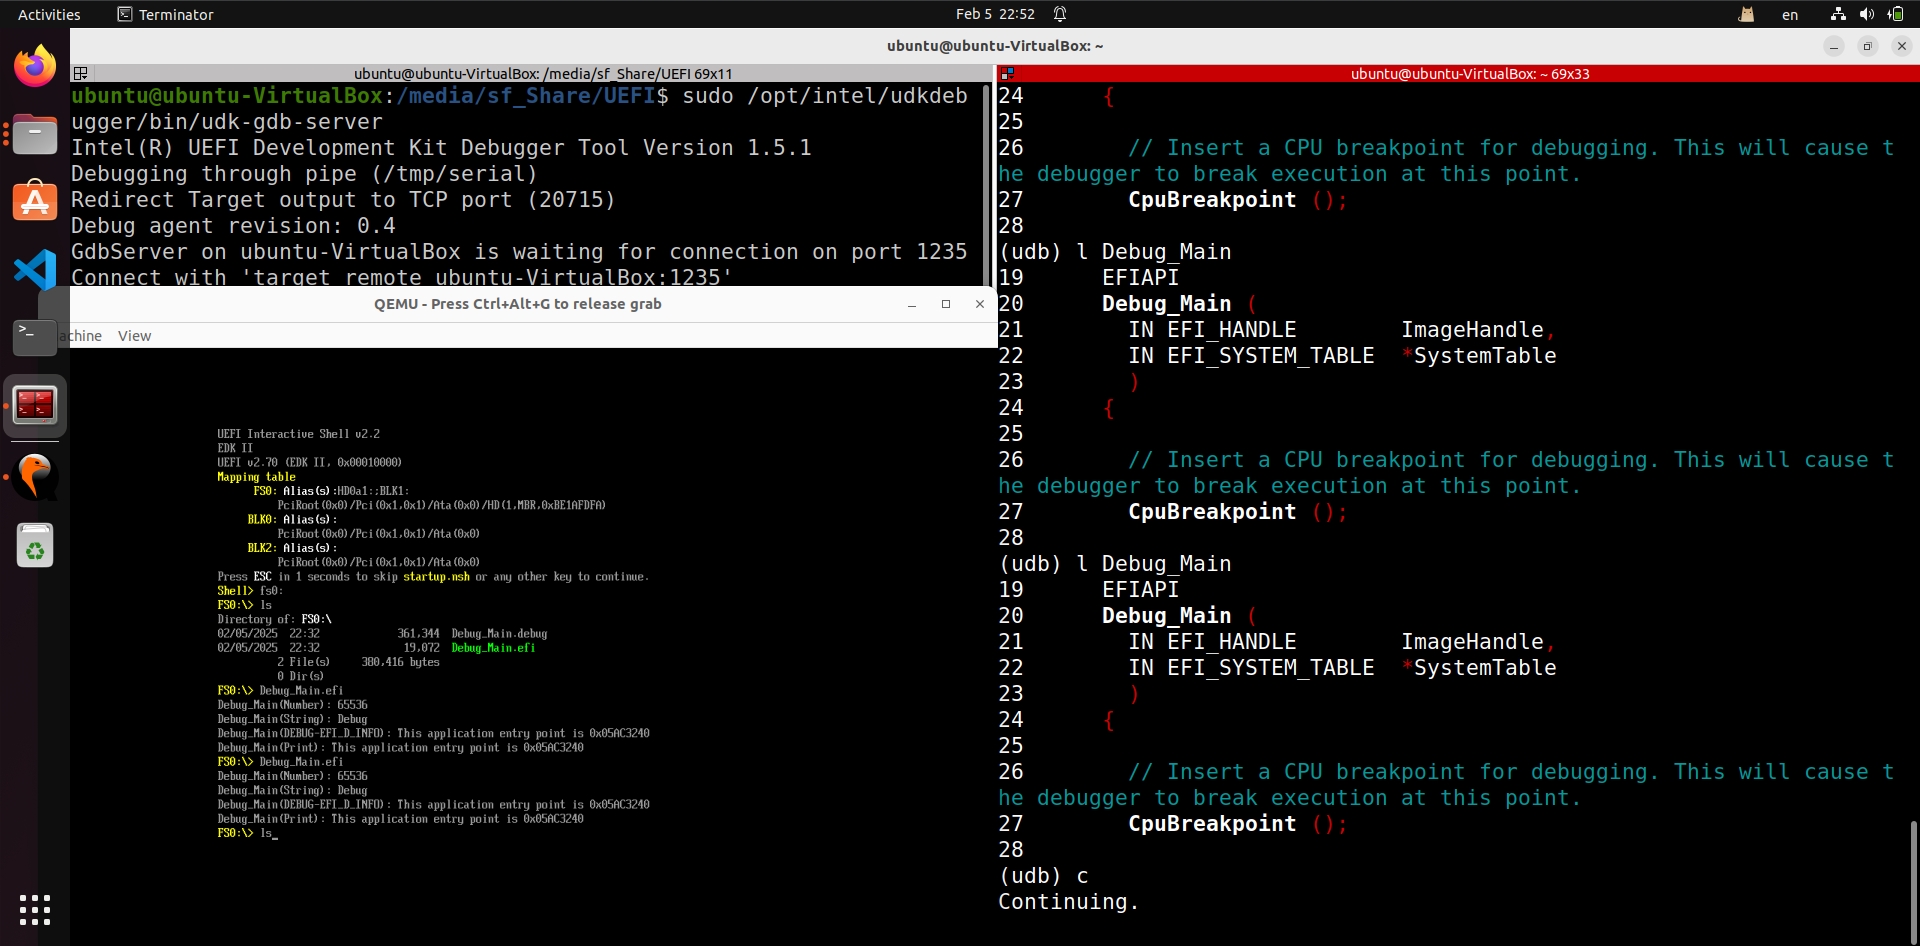 Activities
Terminator
Feb 5 22:52
en
ubuntu@ubuntu-VirtualBox: ~
ubuntu@ubuntu-VirtualBox: /media/sf_Share/UEFI 69x11
ubuntu@ubuntu-VirtualBox:/media/sf_Share/UEFI$ sudo /opt/intel/udkdeb
ugger/bin/udk-gdb-server
Intel(R) UEFI Development Kit Debugger Tool Version 1.5.1
Debugging through pipe (/tmp/serial)
Redirect Target output to TCP port (20715)
Debug agent revision: 0.4
GdbServer on ubuntu-VirtualBox is waiting for connection on port 1235
Connect with 'target remote ubuntu-VirtualBox:1235'
QEMU - Press Ctrl+Alt+G to release grab
achine View
UEFI Interactive Shell v2.2
EDK II
UEFI v2.70 (EDK II, 0x00010000)
Mapping table
FS0: Alias(s):HD0a1:;BLK1:
PciRoot(0x0)/Pci(0x1,0x1)/Ata(0x0)/HD(1,MBR,0xBE1AFDFA)
BLK0: Alias(s):
PciRoot(0x0)/Pci(0x1,0x1)/Ata(0x0)
BLK2: Alias(s):
PciRoot(0x0)/Pci(0x1,0x1)/Ata(0x0)
Press ESC in 1 seconds to skip startup.nsh or any other key to continue.
Shell> fs0:
FS0:\> ls
Directory of: FS0:\
02/05/2025 22:32 361,344 Debug_Main.debug
02/05/2025 22:32 19,072 Debug_Main.efi
2 File(s) 380,416 bytes
0 Dir(s)
FS0:\> Debug_Main.efi
Debug_Main(Number): 65536
Debug_Main(String): Debug
Debug_Main(DEBUG-EFI_D_INFO): This application entry point is 0x05AC3240
Debug_Main(Print): This application entry point is 0x05AC3240
FS0:\> Debug_Main.efi
Debug_Main(Number): 65536
Debug_Main(String): Debug
Debug_Main(DEBUG-EFI_D_INFO): This application entry point is 0x05AC3240
Debug_Main(Print): This application entry point is 0x05AC3240
FS0:\> ls_
ubuntu@ubuntu-VirtualBox: ~ 69x33
24 {
25
26 // Insert a CPU breakpoint for debugging. This will cause t
he debugger to break execution at this point.
27 CpuBreakpoint ();
28
(udb) l Debug_Main
19 EFIAPI
20 Debug_Main (
21 IN EFI_HANDLE ImageHandle,
22 IN EFI_SYSTEM_TABLE *SystemTable
23 )
24 {
25
26 // Insert a CPU breakpoint for debugging. This will cause t
he debugger to break execution at this point.
27 CpuBreakpoint ();
28
(udb) l Debug_Main
19 EFIAPI
20 Debug_Main (
21 IN EFI_HANDLE ImageHandle,
22 IN EFI_SYSTEM_TABLE *SystemTable
23 )
24 {
25
26 // Insert a CPU breakpoint for debugging. This will cause t
he debugger to break execution at this point.
27 CpuBreakpoint ();
28
(udb) c
Continuing.